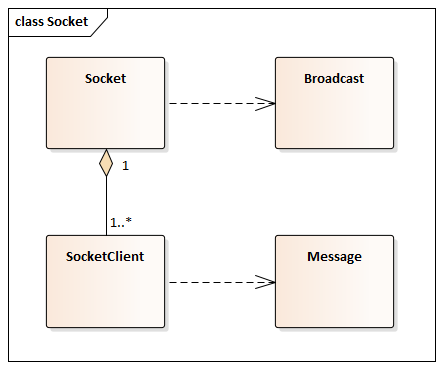 class Socket
Socket
Broadcast
1
1..*
SocketClient
Message